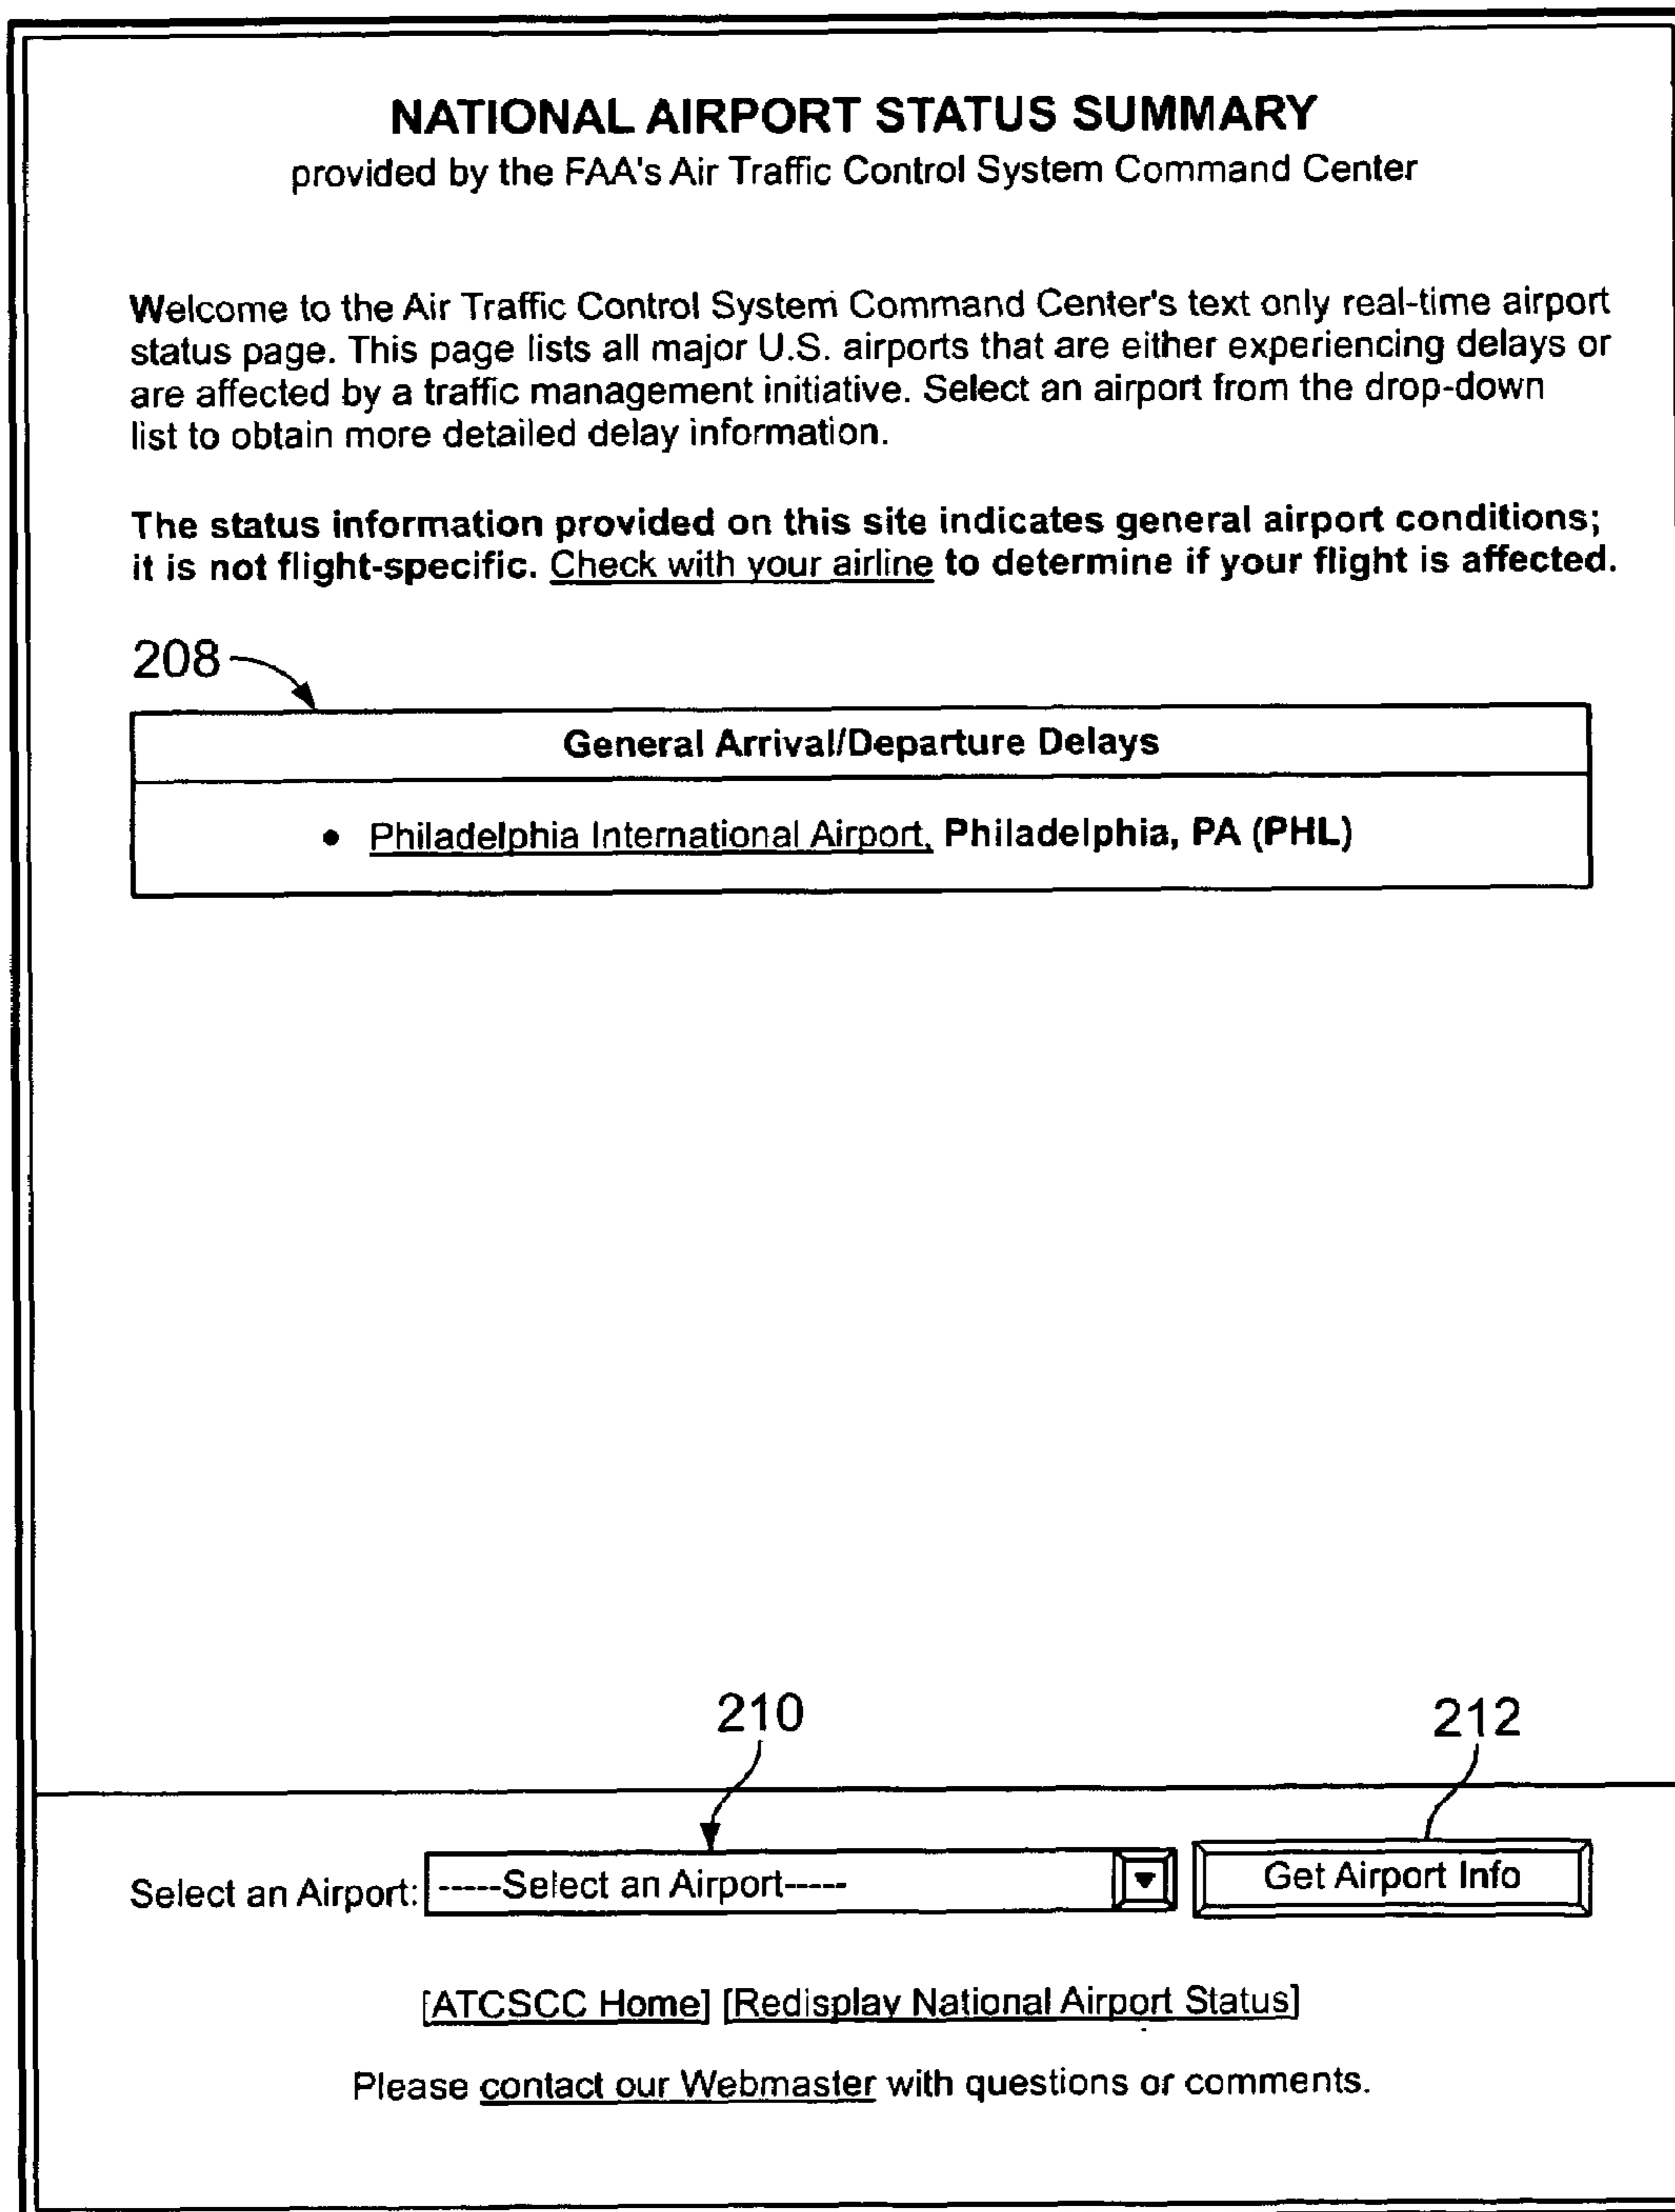 NATIONAL AIRPORT STATUS SUMMARY
provided by the FAA's Air Traffic Control System Command Center
Welcome to the Air Traffic Control System Command Center's text only real-time airport
status page. This page lists all major U.S. airports that are either experiencing delays or
are affected by a traffic management initiative. Select an airport from the drop-down
list to obtain more detailed delay information.
The status information provided on this site indicates general airport conditions;
it is not flight-specific. Check with your airline to determine if your flight is affected.
208
General Arrival/Departure Delays
• Philadelphia International Airport, Philadelphia, PA (PHL)
210
212
Select an Airport: -----Select an Airport----- Get Airport Info
[ATCSCC Home] [Redisplay National Airport Status]
Please contact our Webmaster with questions or comments.